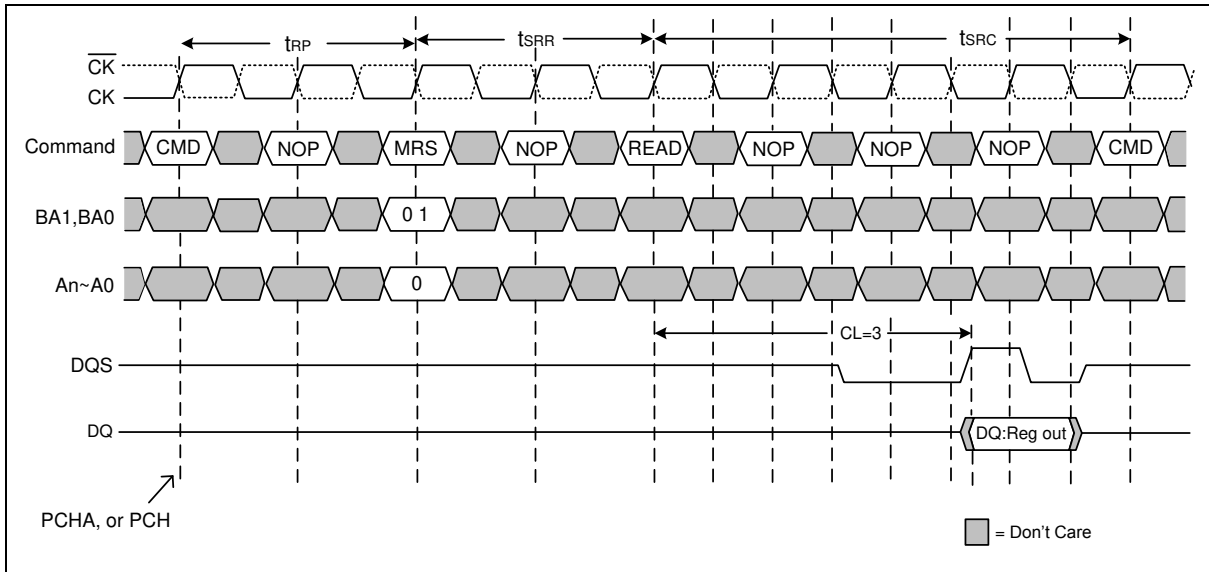 tRP tSRR tSRC
CK
CK
Command CMD NOP MRS NOP READ NOP NOP NOP CMD
BA1,BA0 0 1
An~A0 0
CL=3
DQS
DQ DQ:Reg out
PCHA, or PCH
= Don't Care